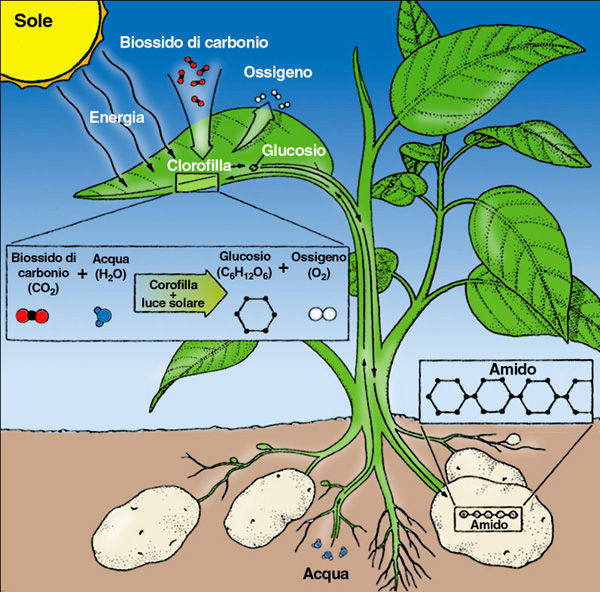 Sole
Biossido di carbonio
Ossigeno
Energia
Clorofilla
Glucosio
Biossido di
carbonio
(CO₂)
+
Acqua
(H₂O)
Corofilla
+
luce solare
Glucosio
(C₆H₁₂O₆)
+
Ossigeno
(O₂)
Amido
Amido
Acqua